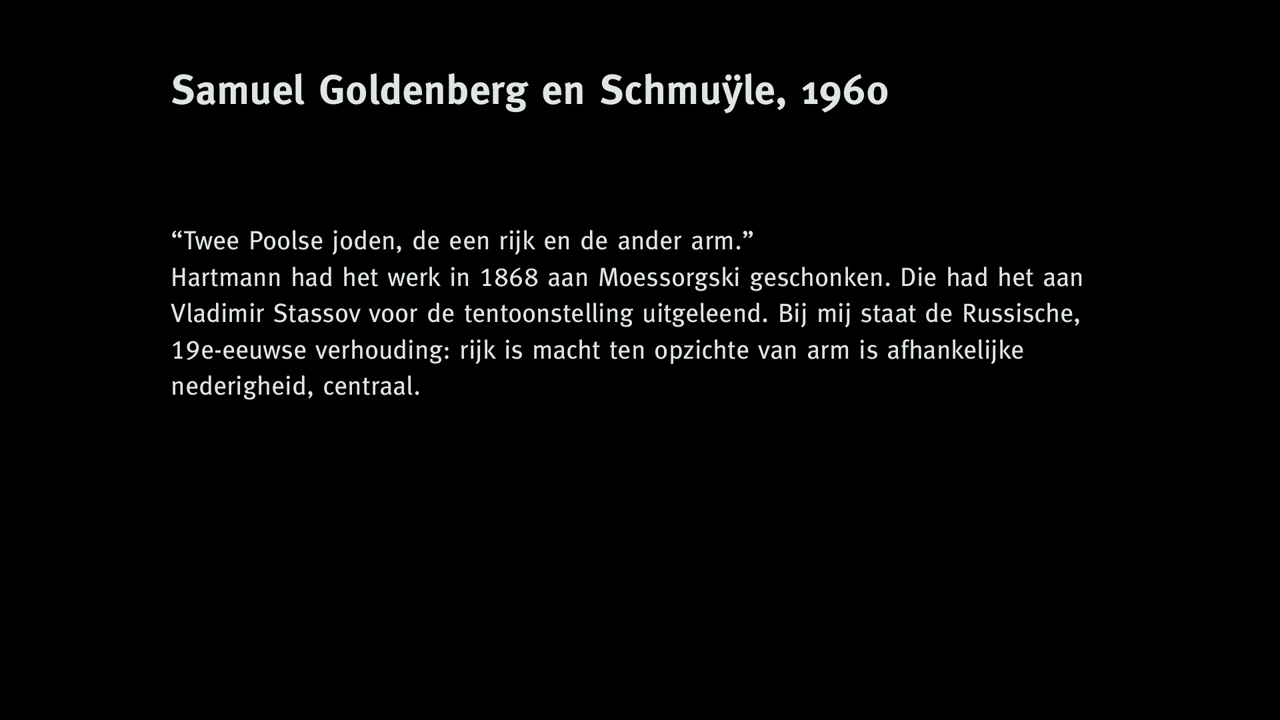 Samuel Goldenberg en Schmuÿle, 1960
“Twee Poolse joden, de een rijk en de ander arm.”
Hartmann had het werk in 1868 aan Moessorgski geschonken. Die had het aan
Vladimir Stassov voor de tentoonstelling uitgeleend. Bij mij staat de Russische,
19e-eeuwse verhouding: rijk is macht ten opzichte van arm is afhankelijke
nederigheid, centraal.